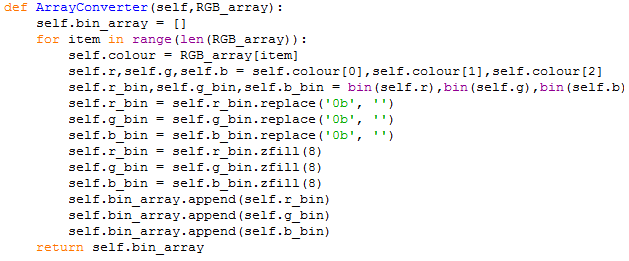 def ArrayConverter(self,RGB_array):
    self.bin_array = []
    for item in range(len(RGB_array)):
        self.colour = RGB_array[item]
        self.r,self.g,self.b = self.colour[0],self.colour[1],self.colour[2]
        self.r_bin,self.g_bin,self.b_bin = bin(self.r),bin(self.g),bin(self.b)
        self.r_bin = self.r_bin.replace('0b', '')
        self.g_bin = self.g_bin.replace('0b', '')
        self.b_bin = self.b_bin.replace('0b', '')
        self.r_bin = self.r_bin.zfill(8)
        self.g_bin = self.g_bin.zfill(8)
        self.b_bin = self.b_bin.zfill(8)
        self.bin_array.append(self.r_bin)
        self.bin_array.append(self.g_bin)
        self.bin_array.append(self.b_bin)
    return self.bin_array